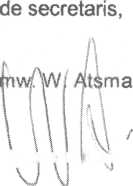 de secretaris,
mw. W. Atsma